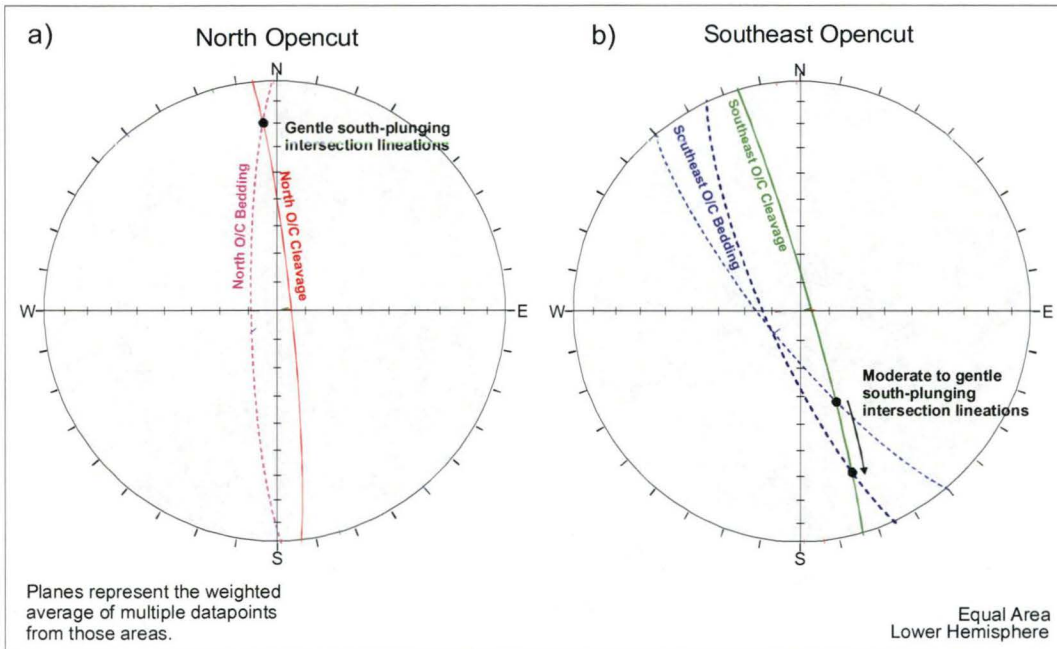 a)
North Opencut
N
Gentle south-plunging
intersection lineations
North O/C Bedding
North O/C Cleavage
W
S
Planes represent the weighted
average of multiple datapoints
from those areas.
b)
Southeast Opencut
N
Southeast O/C Cleavage
Southeast O/C Bedding
W
E
E
Moderate to gentle
south-plunging
intersection lineations
S
Equal Area
Lower Hemisphere